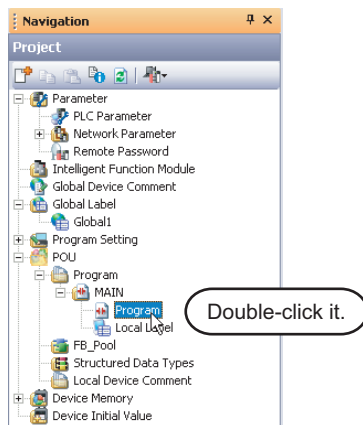 Navigation
Project
Parameter
PLC Parameter
Network Parameter
Remote Password
Intelligent Function Module
Global Device Comment
Global Label
Global1
Program Setting
POU
Program
MAIN
Program
Double-click it.
Local Label
FB_Pool
Structured Data Types
Local Device Comment
Device Memory
Device Initial Value